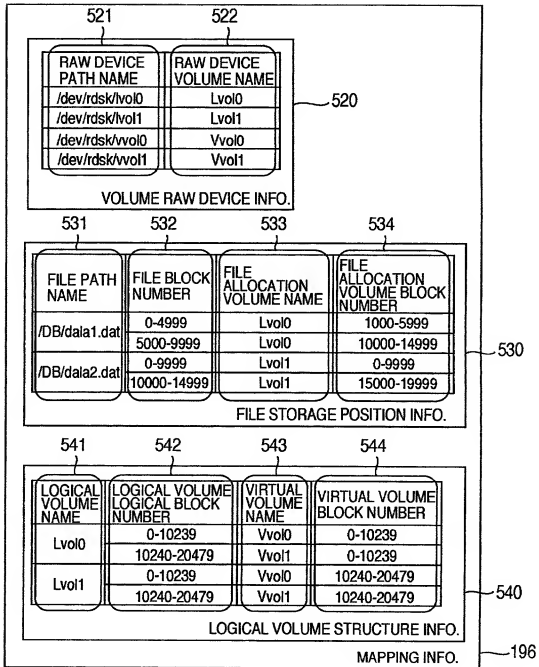 521 522
RAW DEVICE PATH NAME RAW DEVICE VOLUME NAME
/dev/rdsk/lvol0 Lvol0
/dev/rdsk/lvol1 Lvol1
/dev/rdsk/vvol0 Vvol0
/dev/rdsk/vvol1 Vvol1
520
VOLUME RAW DEVICE INFO.
531 532 533 534
FILE PATH NAME FILE BLOCK NUMBER FILE ALLOCATION VOLUME NAME FILE ALLOCATION VOLUME BLOCK NUMBER
/DB/dala1.dat 0-4999 Lvol0 1000-5999
5000-9999 Lvol0 10000-14999
/DB/dala2.dat 0-9999 Lvol1 0-9999
10000-14999 Lvol1 15000-19999
530
FILE STORAGE POSITION INFO.
541 542 543 544
LOGICAL VOLUME NAME LOGICAL VOLUME LOGICAL BLOCK NUMBER VIRTUAL VOLUME NAME VIRTUAL VOLUME BLOCK NUMBER
Lvol0 0-10239 Vvol0 0-10239
10240-20479 Vvol1 0-10239
Lvol1 0-10239 Vvol0 10240-20479
10240-20479 Vvol1 10240-20479
540
LOGICAL VOLUME STRUCTURE INFO.
MAPPING INFO.
196